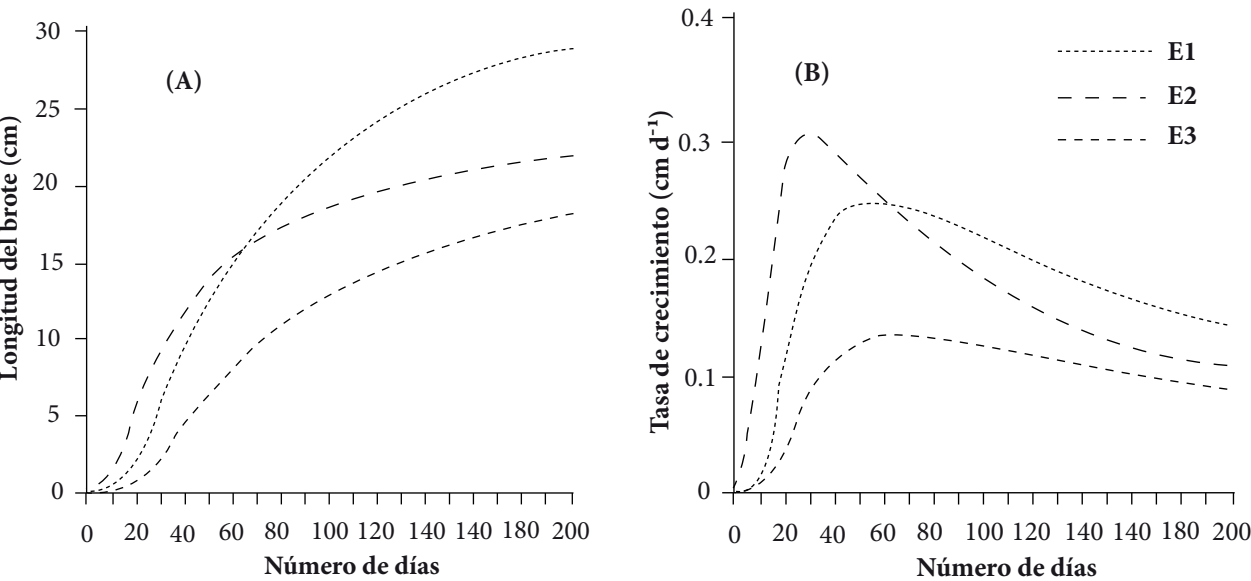 (A)
Longitud del brote (cm)
30
25
20
15
10
5
0
0 20 40 60 80 100 120 140 140 180 200
Número de días
(B)
Tasa de crecimiento (cm d⁻¹)
0.4
0.3
0.2
0.1
0
0 20 40 60 80 100 120 140 140 180 200
Número de días
E1
E2
E3